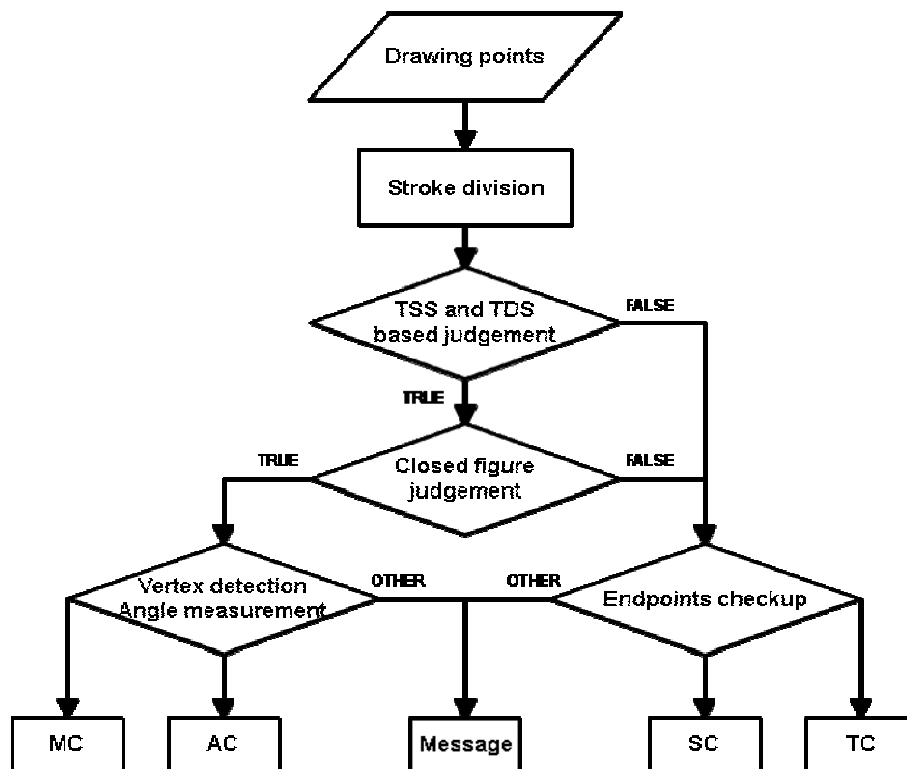 Drawing points
Stroke division
TSS and TDS
based judgement
FALSE
TRUE
Closed figure
judgement
TRUE
FALSE
Vertex detection
Angle measurement
OTHER
OTHER
Endpoints checkup
MC
AC
Message
SC
TC